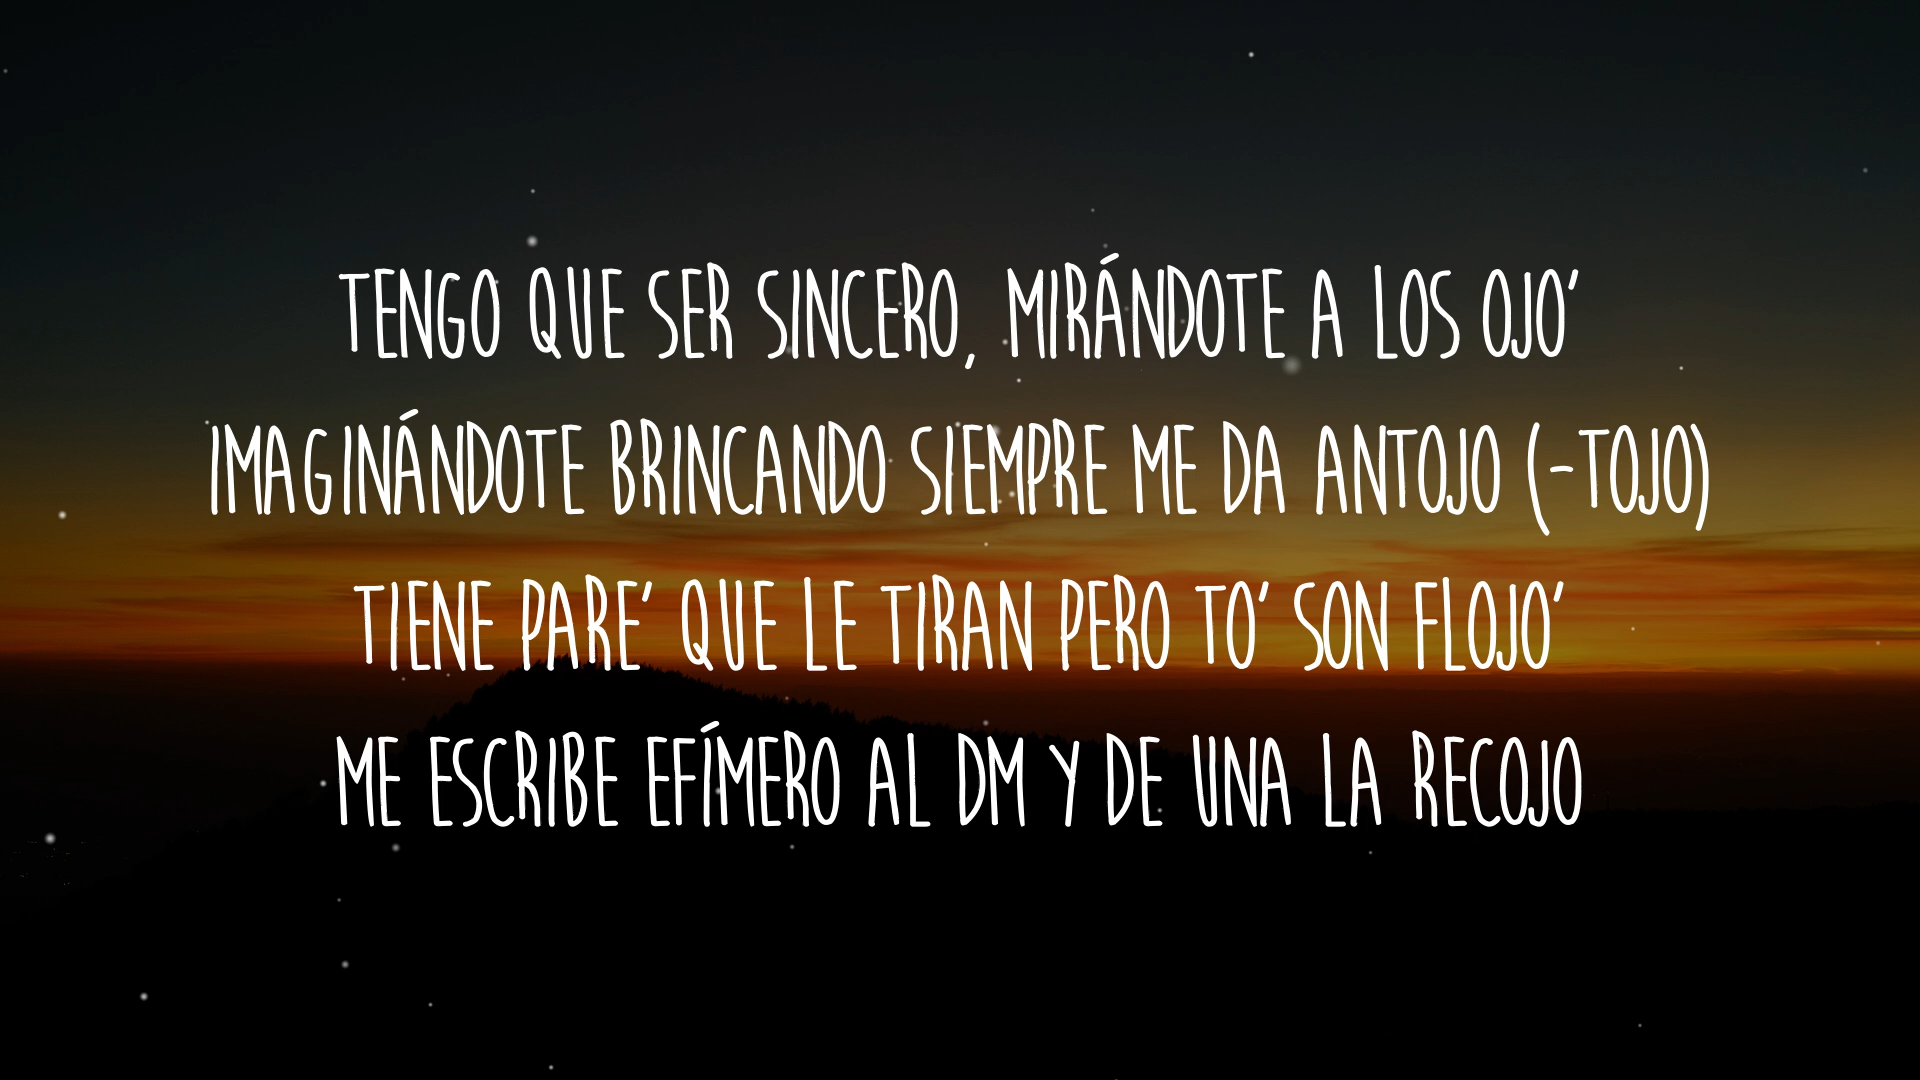 TENGO QUE SER SINCERO, MIRÁNDOTE A LOS OJO'
IMAGINÁNDOTE BRINCANDO SIEMPRE ME DA ANTOJO (-TOJO)
TIENE PARE' QUE LE TIRAN PERO TO' SON FLOJO'
ME ESCRIBE EFÍMERO AL DM Y DE UNA LA RECOJO